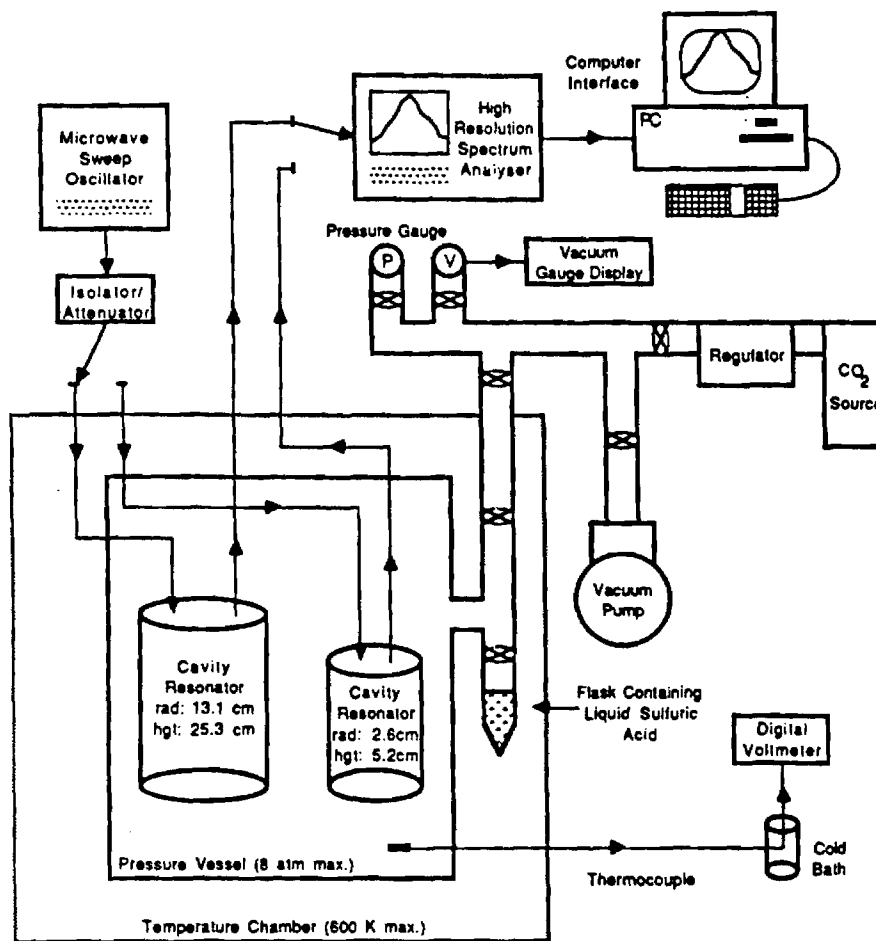 Computer
Interface
PC
High
Resolution
Spectrum
Analyser
Microwave
Sweep
Oscillator
Isolator/
Attenuator
Pressure Gauge
P
V
Vacuum
Gauge Display
Regulator
CO2
Source
Vacuum
Pump
Cavity
Resonator
rad: 13.1 cm
hgt: 25.3 cm
Cavity
Resonator
rad: 2.6cm
hgt: 5.2cm
Flask Containing
Liquid Sulfuric
Acid
Digital
Voltmeter
Cold
Bath
Thermocouple
Pressure Vessel (8 atm max.)
Temperature Chamber (600 K max.)